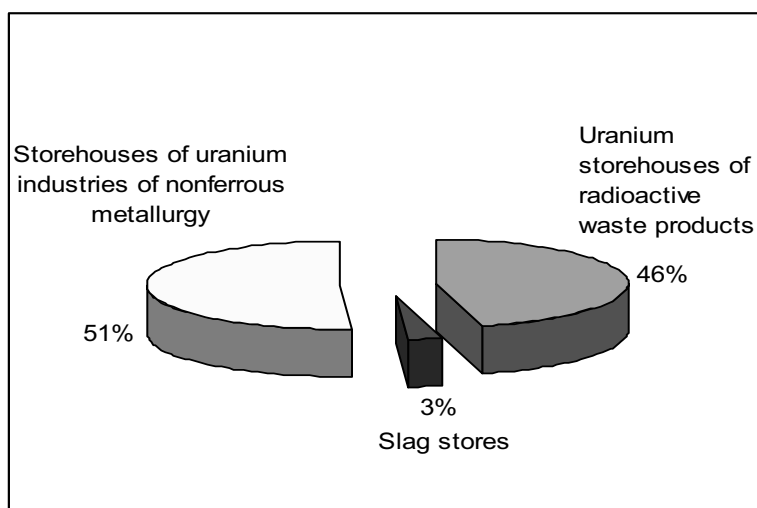 Storehouses of uranium
industries of nonferrous
metallurgy
51%
Uranium
storehouses of
radioactive
waste products
46%
3%
Slag stores